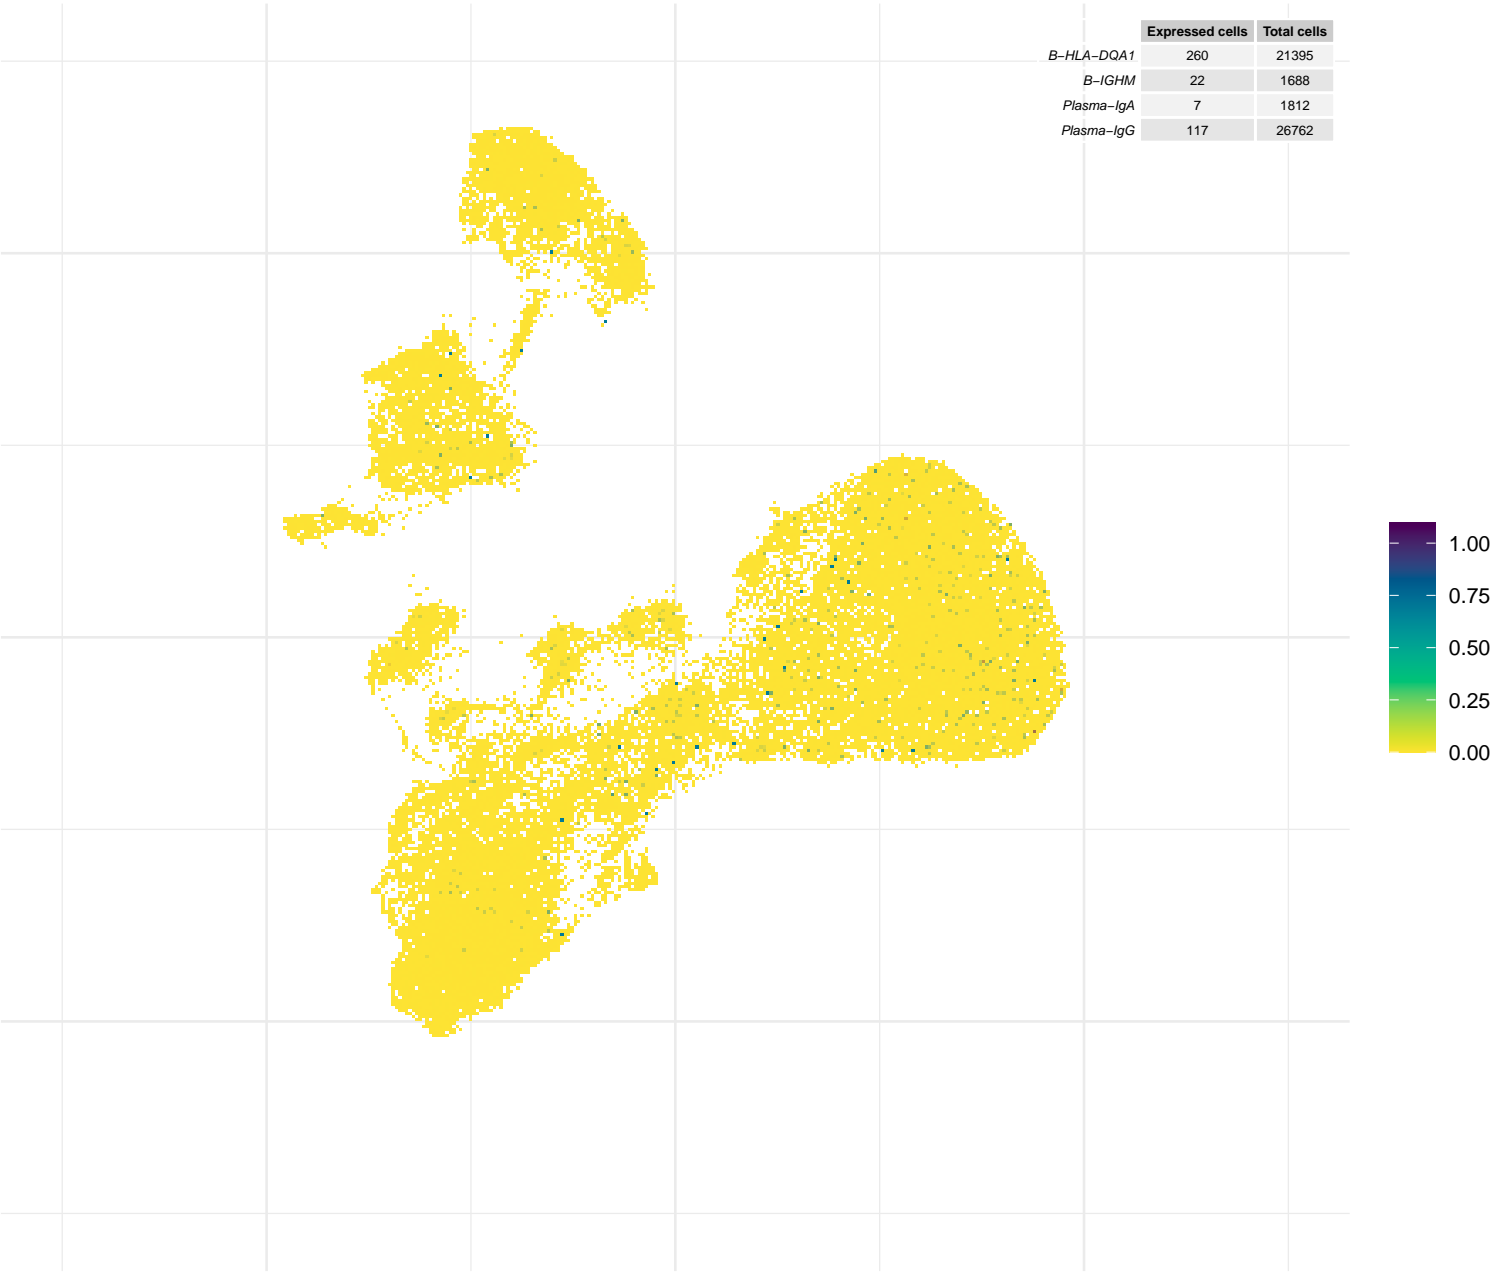 Expressed cells Total cells
B−HLA−DQA1 260 21395
B−IGHM 22 1688
Plasma−IgA 7 1812
Plasma−IgG 117 26762
1.00
0.75
0.50
0.25
0.00